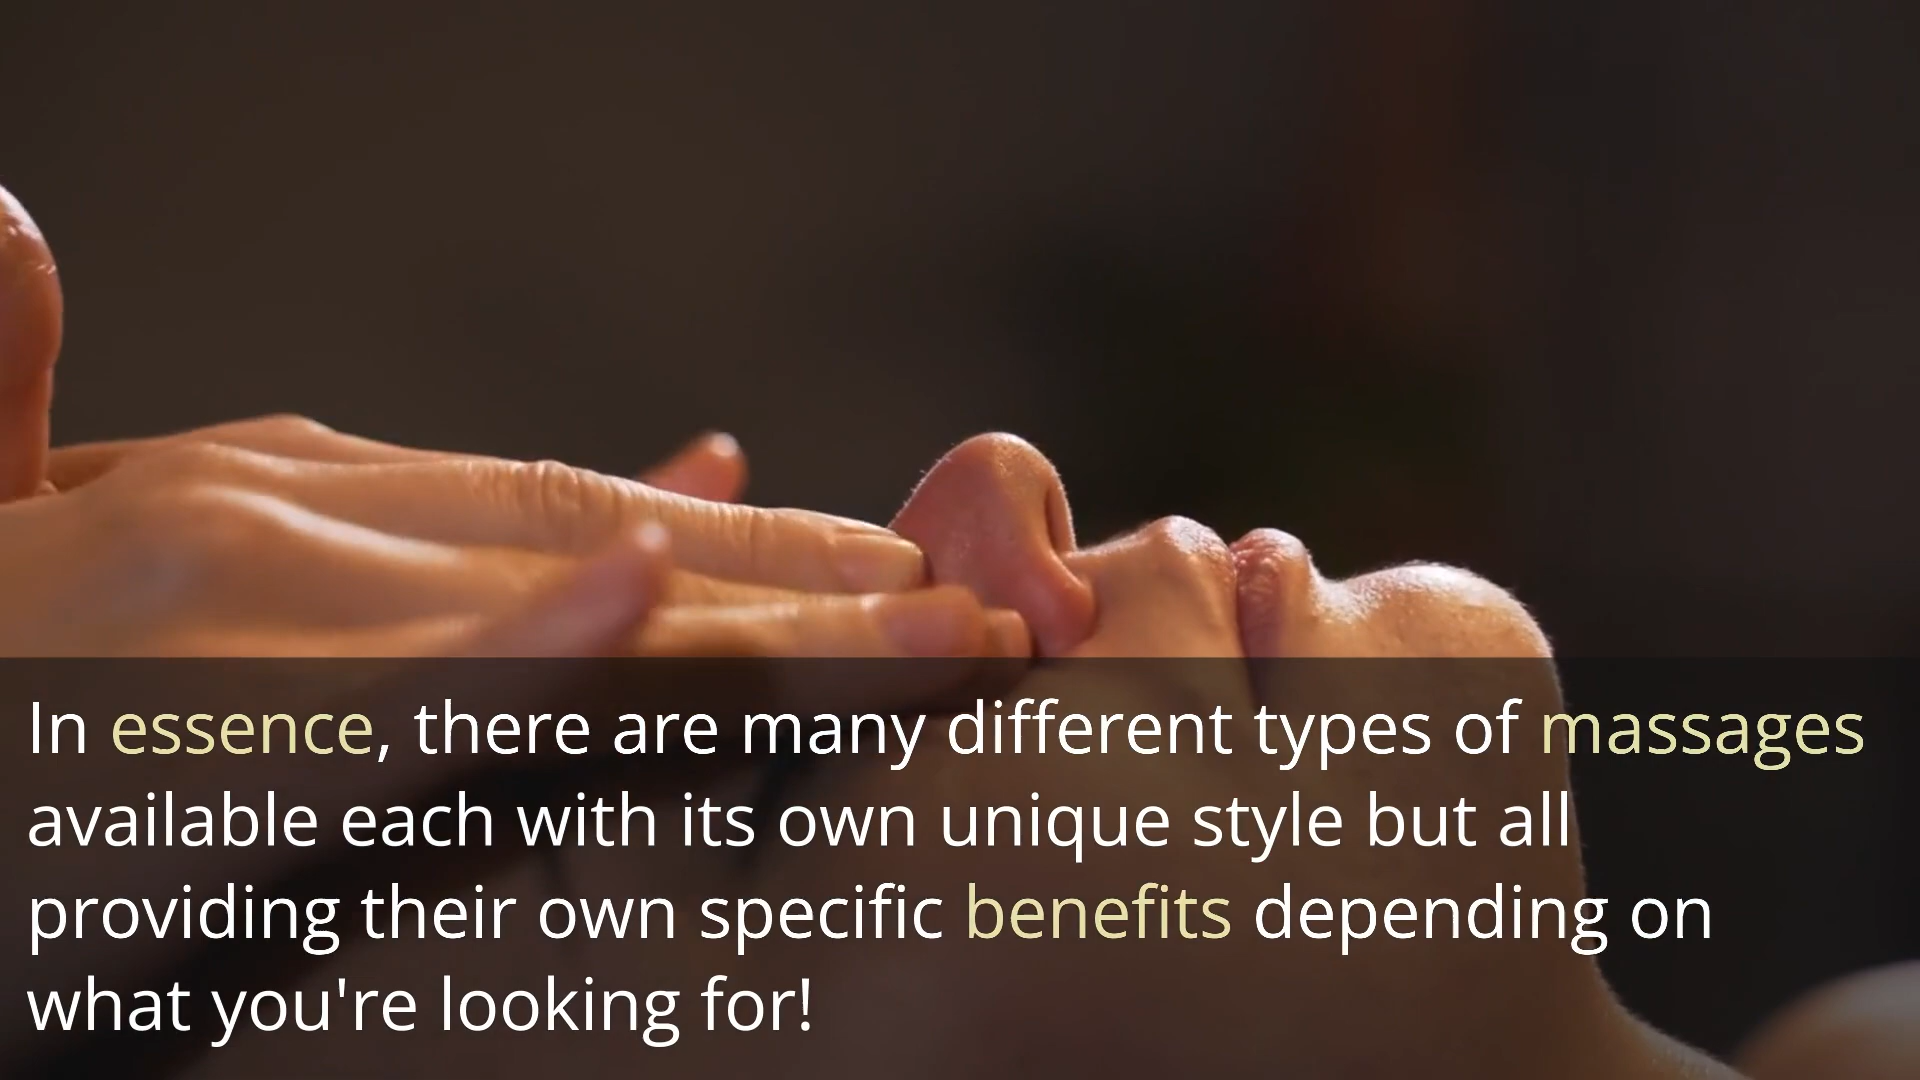 In essence, there are many different types of massages
available each with its own unique style but all
providing their own specific benefits depending on
what you're looking for!